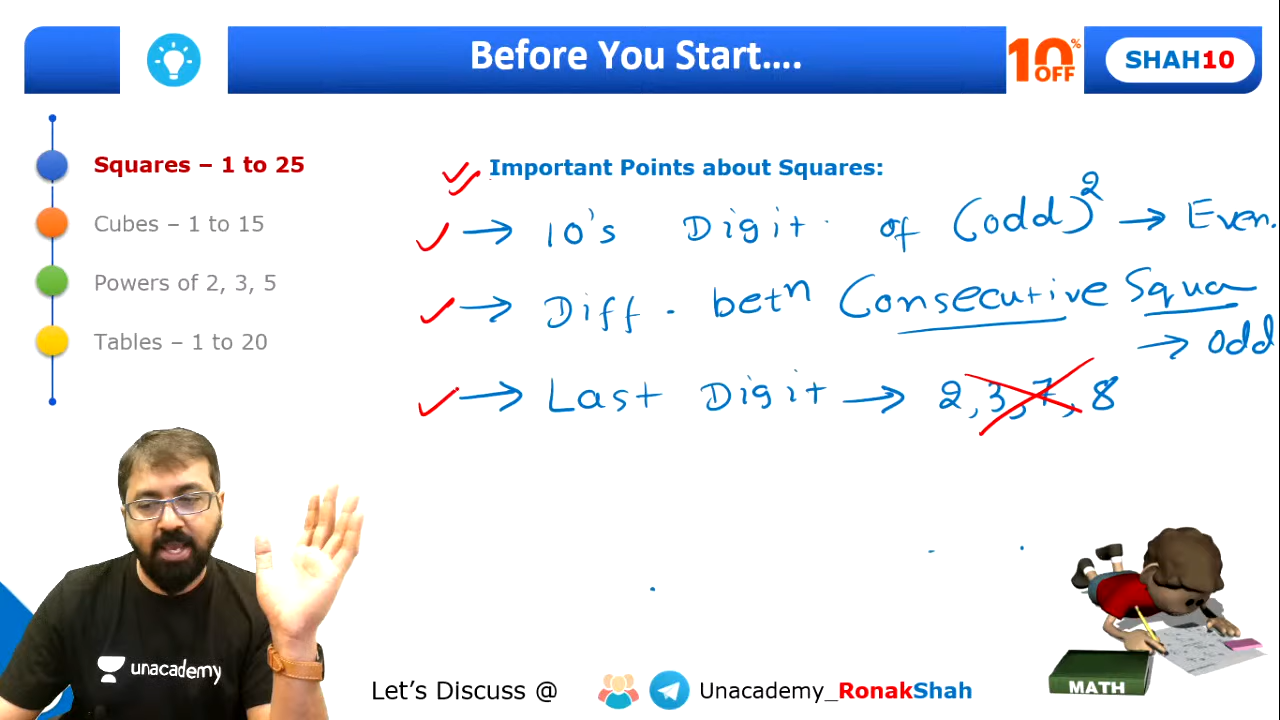 Before You Start....
10% OFF
SHAH10
Squares – 1 to 25
Cubes – 1 to 15
Powers of 2, 3, 5
Tables – 1 to 20
Important Points about Squares:
→ 10's Digit of (odd)² → Even.
→ Diff. betⁿ Consecutive Squa
→ Odd
→ Last Digit → 2, 3, 7, 8
unacademy
MATH
Let's Discuss @ Unacademy_RonakShah